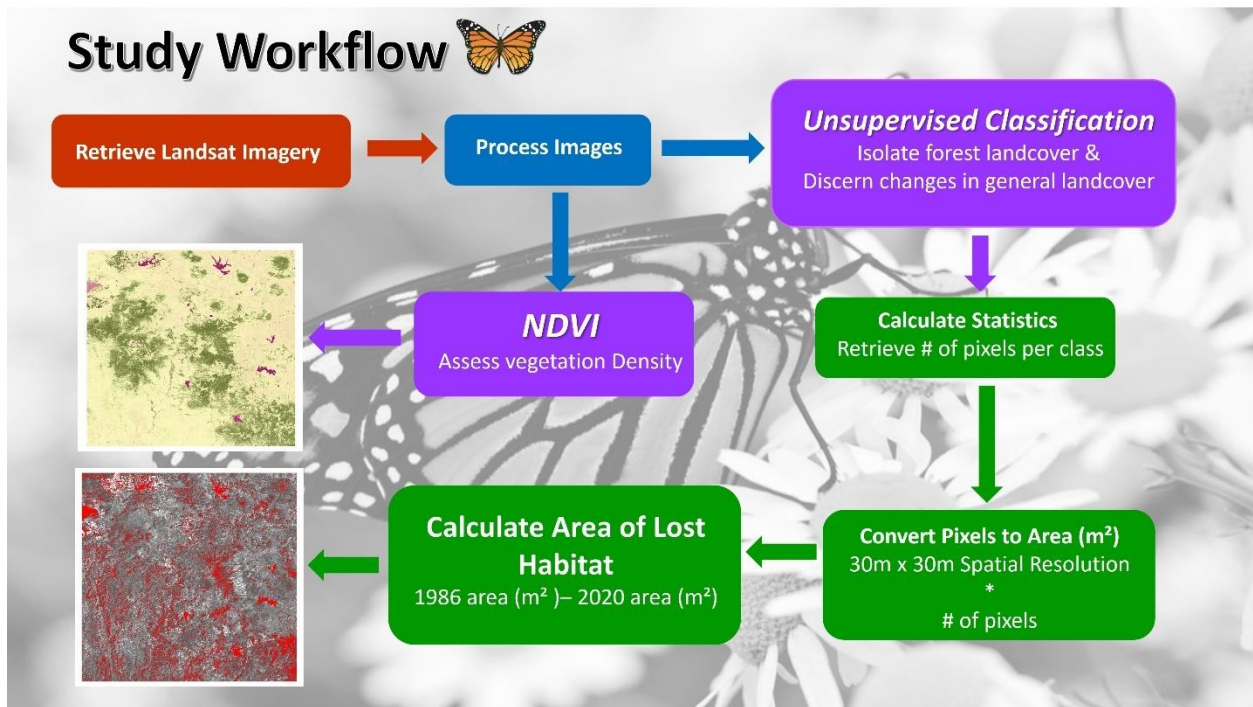 Study Workflow
Retrieve Landsat Imagery
Process Images
Unsupervised Classification
Isolate forest landcover &
Discern changes in general landcover
NDVI
Assess vegetation Density
Calculate Statistics
Retrieve # of pixels per class
Convert Pixels to Area (m²)
30m x 30m Spatial Resolution
*
# of pixels
Calculate Area of Lost
Habitat
1986 area (m² )– 2020 area (m²)